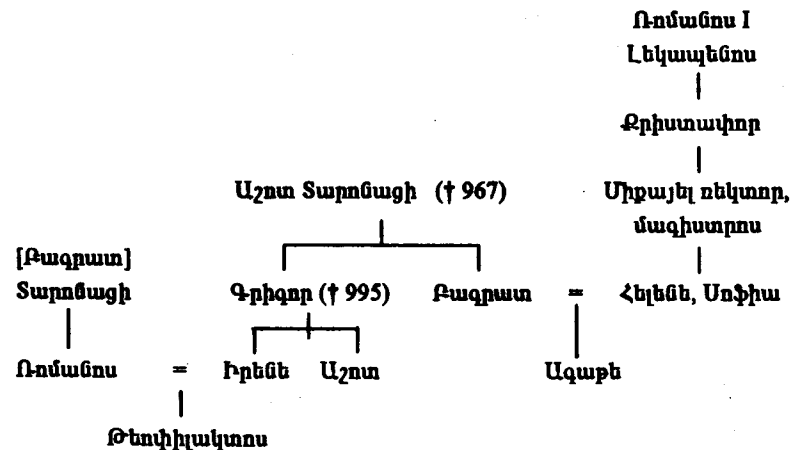 Ռոմանոս I
Լեկապենոս
Քրիստափոր
Աշոտ Տարոնացի († 967)
Միքայել ռեկտոր,
մագիստրոս
[Բագրատ]
Տարոնացի
Գրիգոր († 995)
Բագրատ
=
Հելենե, Սոֆիա
Ռոմանոս
=
Իրենե
Աշոտ
Ագաթե
Թեոփիլակտոս